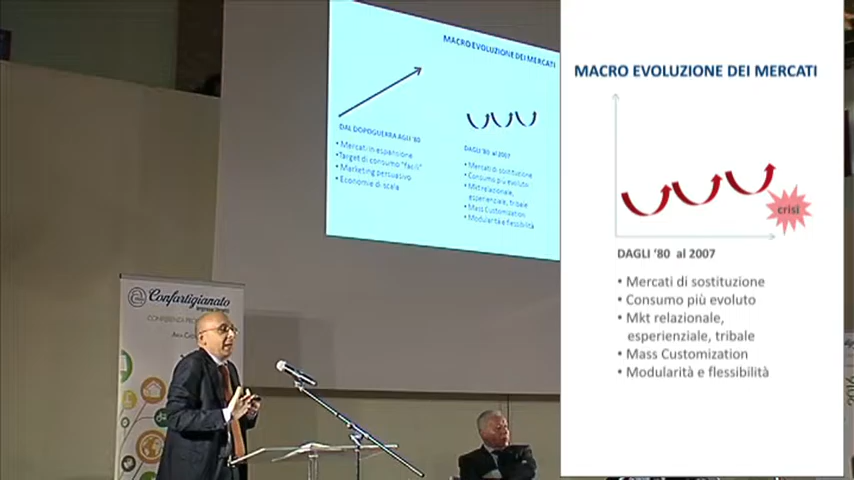 MACRO EVOLUZIONE DEI MERCATI
DAL DOPOGUERRA AGLI '80
• Mercati in espansione
• Target di consumo "facili"
• Marketing persuasivo
• Economie di scala
DAGLI '80 al 2007
• Mercati di sostituzione
• Consumo più evoluto
• Mkt relazionale,
esperienziale, tribale
• Mass Customization
• Modularità e flessibilità
Confartigianato
MACRO EVOLUZIONE DEI MERCATI
crisi
DAGLI '80 al 2007
• Mercati di sostituzione
• Consumo più evoluto
• Mkt relazionale,
esperienziale, tribale
• Mass Customization
• Modularità e flessibilità